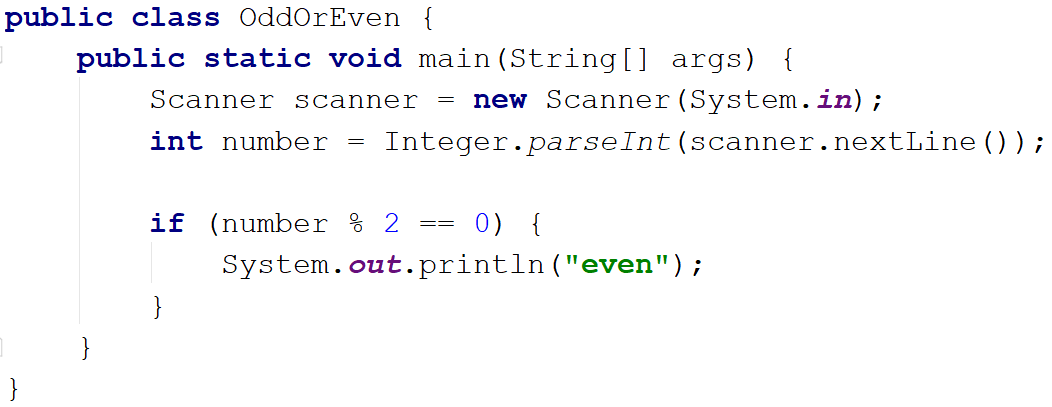 public class OddOrEven {
    public static void main(String[] args) {
        Scanner scanner = new Scanner(System.in);
        int number = Integer.parseInt(scanner.nextLine());

        if (number % 2 == 0) {
            System.out.println("even");
        }
    }
}